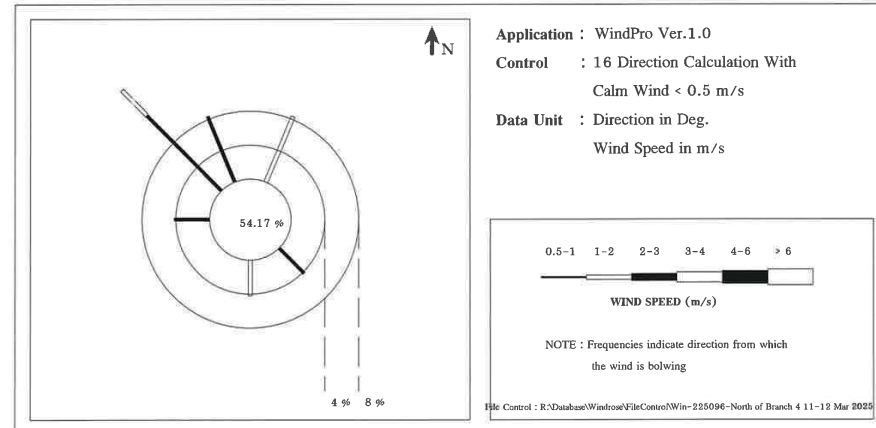 N
Application : WindPro Ver.1.0
Control : 16 Direction Calculation With
Calm Wind < 0.5 m/s
Data Unit : Direction in Deg.
Wind Speed in m/s
54.17 %
4 % 8 %
0.5-1 1-2 2-3 3-4 4-6 > 6
WIND SPEED (m/s)
NOTE : Frequencies indicate direction from which
the wind is bolwing
File Control : R:\Database\Windrose\FileControl\Win-225096-North of Branch 4 11-12 Mar 2025